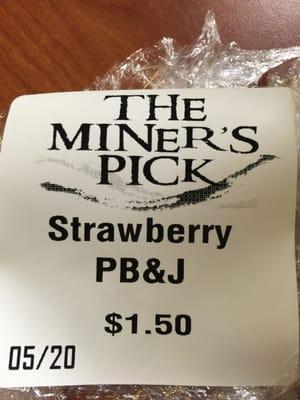 THE
MINER'S
PICK
Strawberry
PB&J
$1.50
05/20